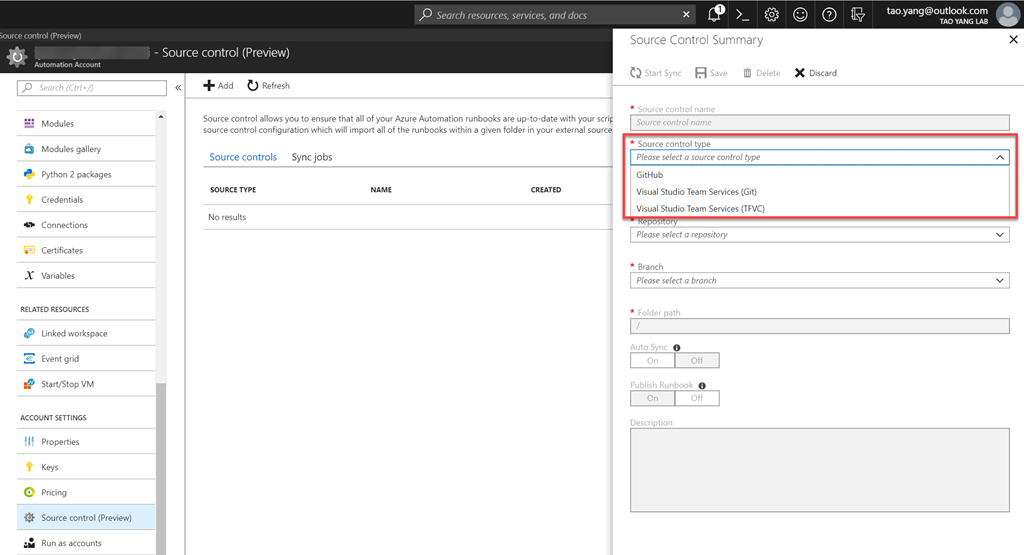 Search resources, services, and docs
1
tao.yang@outlook.com
TAO YANG LAB
Source control (Preview)
- Source control (Preview)
Automation Account
Search (Ctrl+/)
Modules
Modules gallery
Python 2 packages
Credentials
Connections
Certificates
Variables
RELATED RESOURCES
Linked workspace
Event grid
Start/Stop VM
ACCOUNT SETTINGS
Properties
Keys
Pricing
Source control (Preview)
Run as accounts
Add
Refresh
Source control allows you to ensure that all of your Azure Automation runbooks are up-to-date with your scrip
source control configuration which will import all of the runbooks within a given folder in your external source
Source controls
Sync jobs
SOURCE TYPE
NAME
CREATED
No results
Source Control Summary
Start Sync
Save
Delete
Discard
* Source control name
Source control name
* Source control type
Please select a source control type
GitHub
Visual Studio Team Services (Git)
Visual Studio Team Services (TFVC)
* Repository
Please select a repository
* Branch
Please select a branch
* Folder path
/
Auto Sync
On
Off
Publish Runbook
On
Off
Description